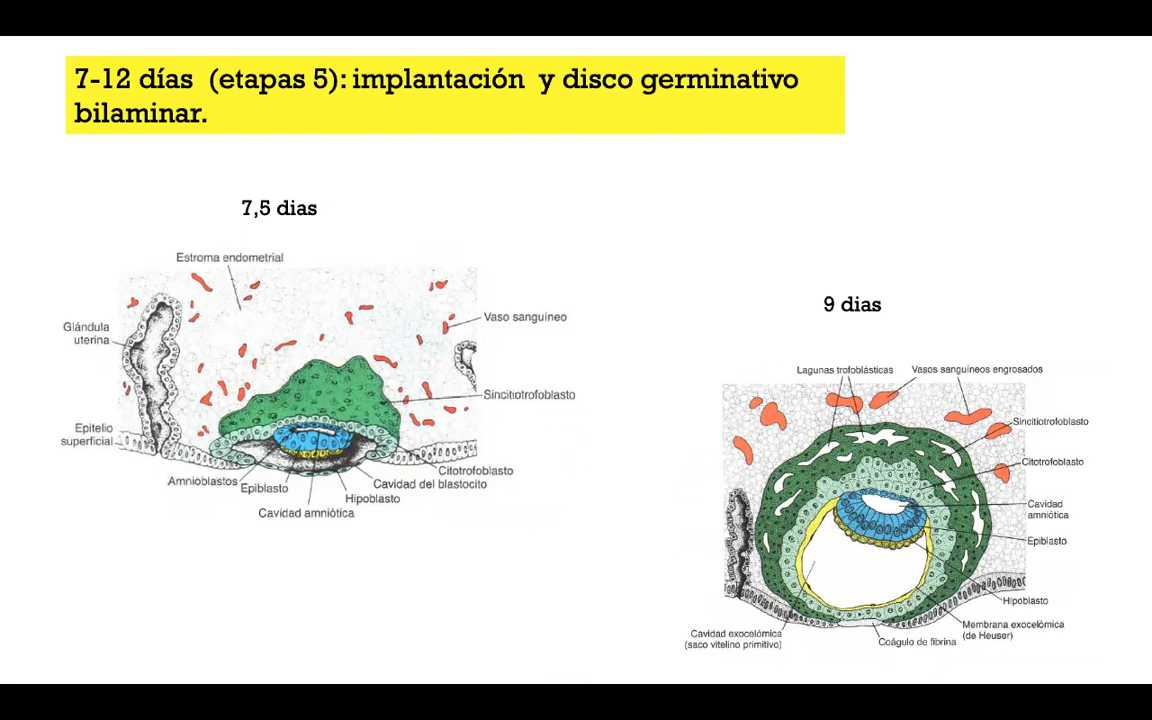 7-12 días (etapas 5): implantación y disco germinativo
bilaminar.
7,5 dias
Estroma endometrial
Vaso sanguíneo
Glándula
uterina
Sincitiotrofoblasto
Epitelio
superficial
Citotrofoblasto
Amnioblastos
Cavidad del blastocito
Epiblasto
Hipoblasto
Cavidad amniótica
9 dias
Lagunas trofoblásticas
Vasos sanguíneos engrosados
Sincitiotrofoblasto
Citotrofoblasto
Cavidad
amniótica
Epiblasto
Hipoblasto
Membrana exocelómica
(de Heuser)
Cavidad exocelómica
(saco vitelino primitivo)
Coágulo de fibrina